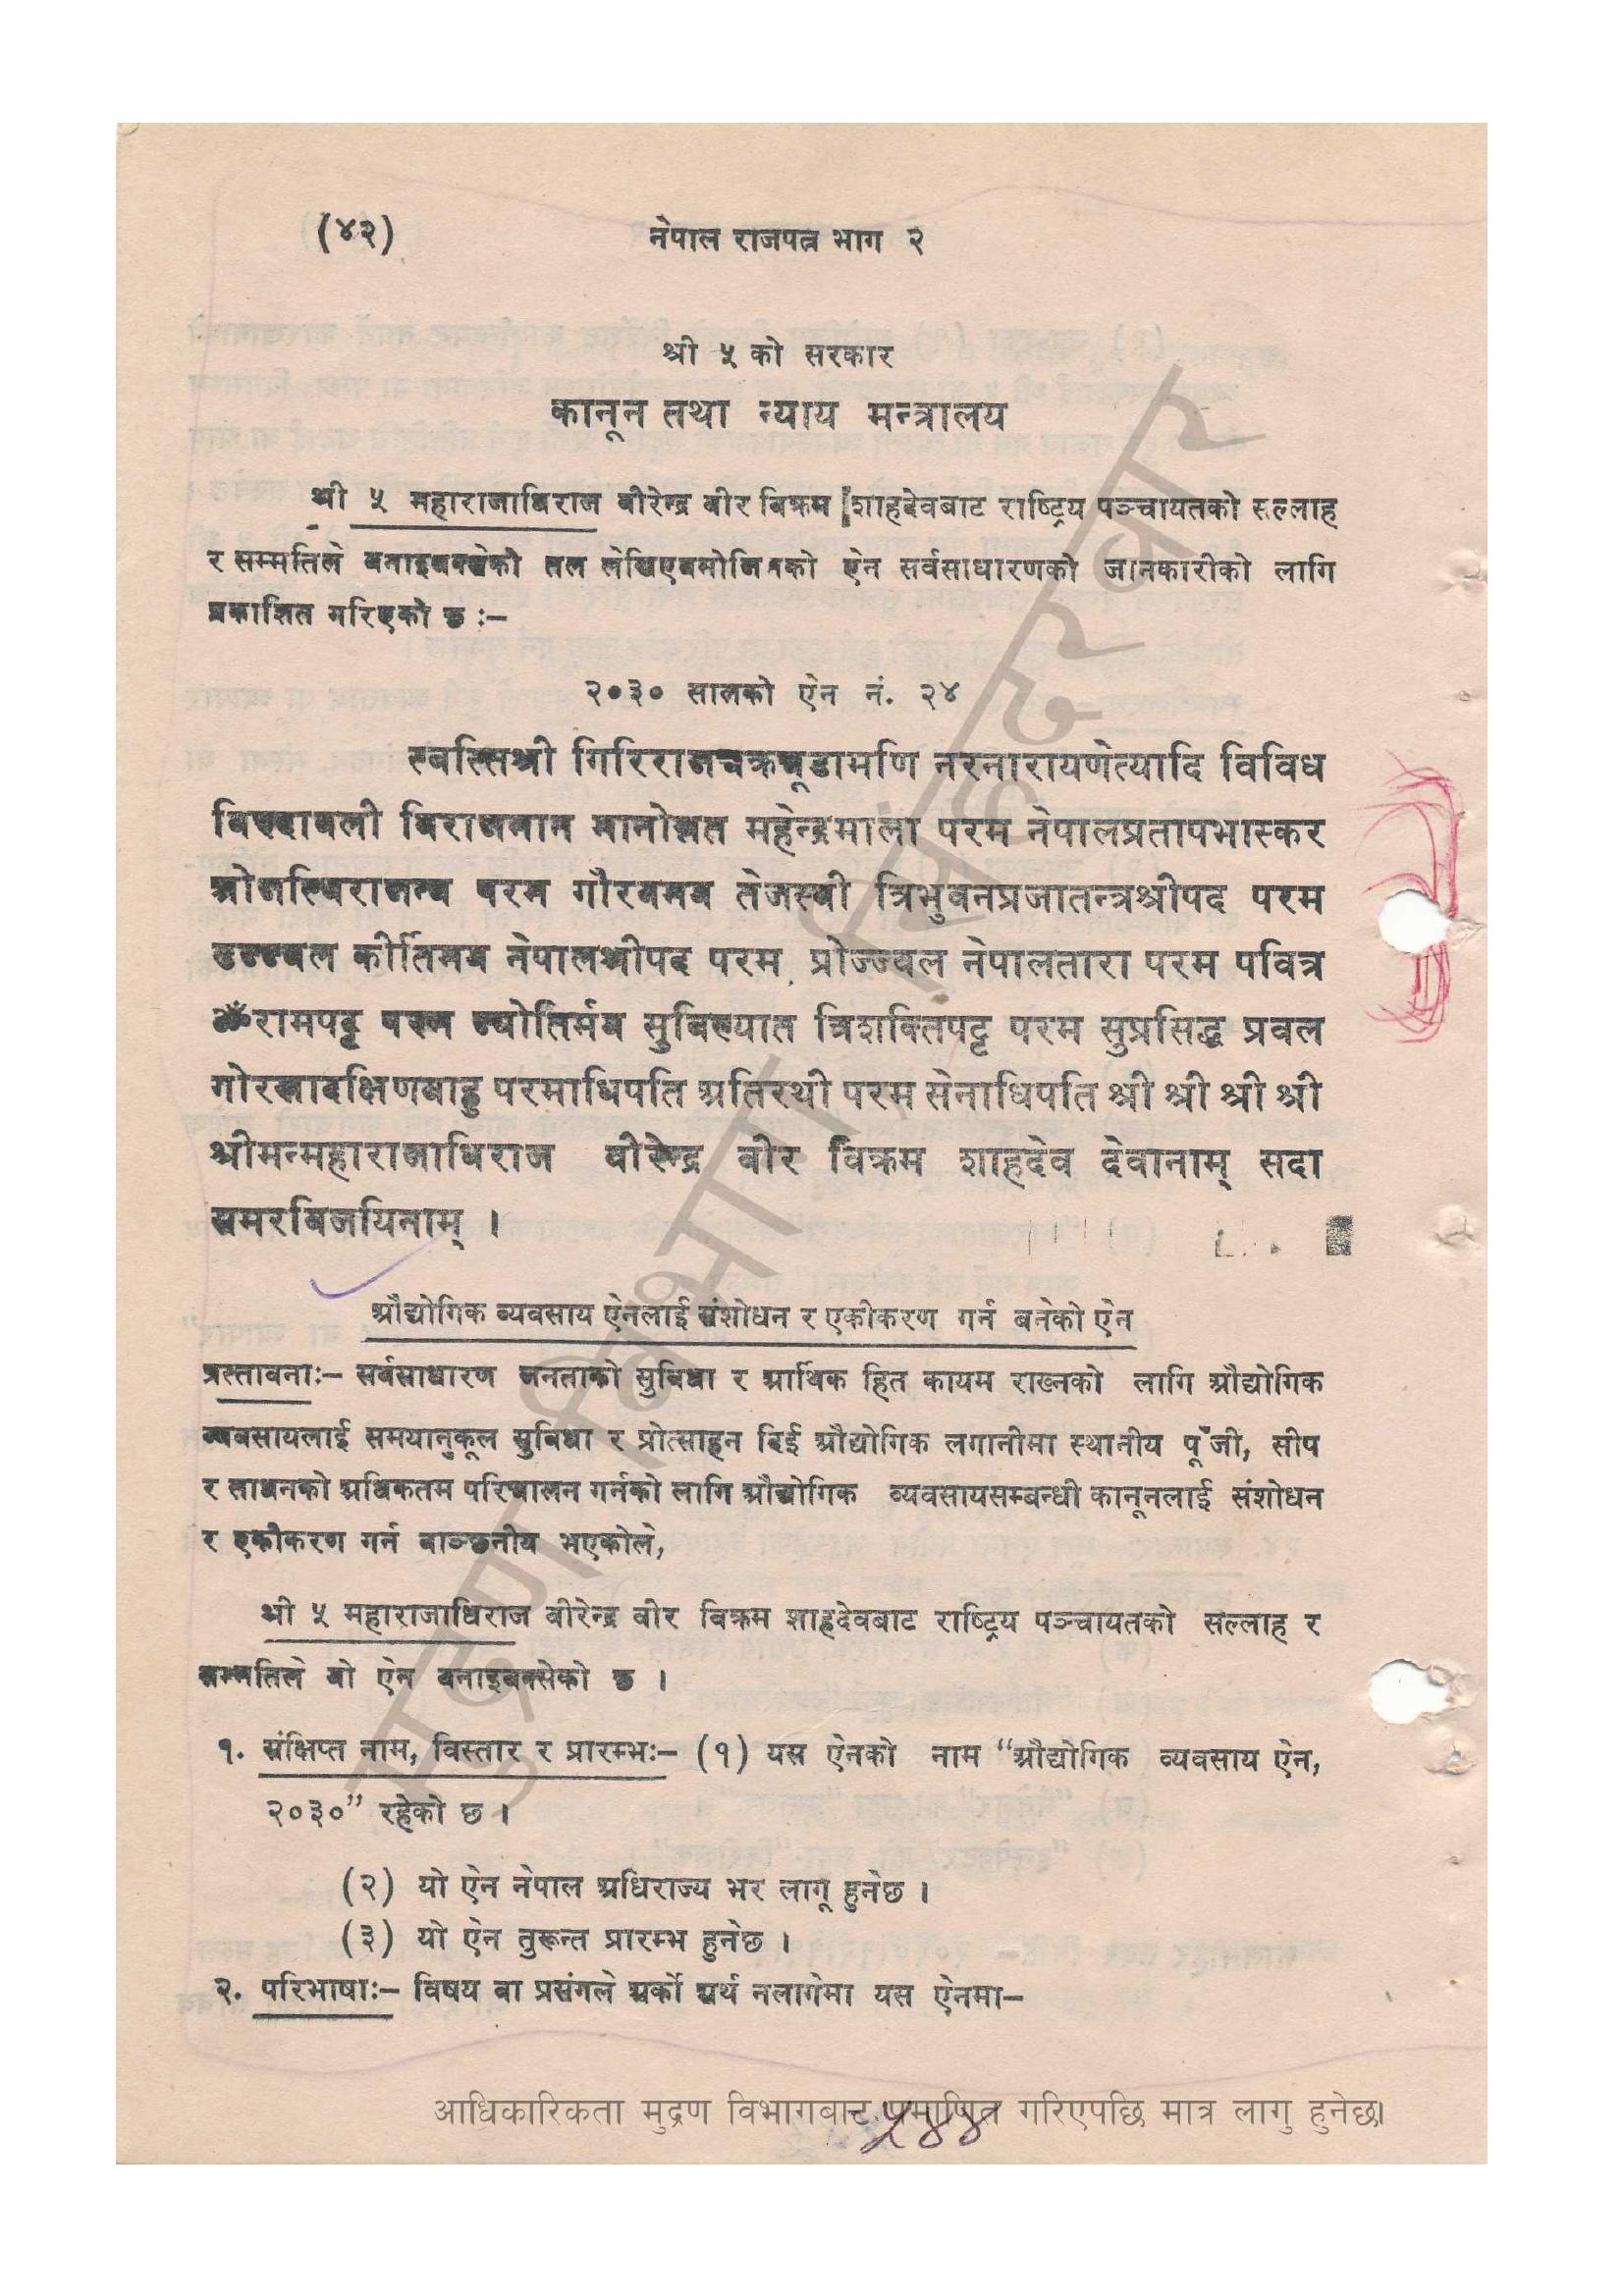 (४२)
नेपाल राजपत्र भाग २
श्री ५ को सरकार
कानून तथा न्याय मन्त्रालय
श्री ५ महाराजाधिराज वीरेन्द्र वीर विक्रम शाहदेवबाट राष्ट्रिय पञ्चायतको सल्लाह
र सम्मतिले बनाइबक्सेको तल लेखिएबमोजिमको ऐन सर्वसाधारणको जानकारीको लागि
प्रकाशित गरिएको छ :–
२०३० सालको ऐन नं. २४
स्वस्तिश्री गिरिराजचक्रचूडामणि नरनारायणेत्यादि विविध
विरुदावली विराजमान मानोन्नत महेन्द्रमाला परम नेपालप्रतापभास्कर
ओजस्विराजन्य परम गौरवमय तेजस्वी त्रिभुवनप्रजातन्त्रश्रीपद परम
उज्ज्वल कीर्तिमय नेपालश्रीपद परम प्रोज्ज्वल नेपालतारा परम पवित्र
ॐरामपट्ट परम ज्योतिर्मय सुविख्यात त्रिशक्तिपट्ट परम सुप्रसिद्ध प्रवल
गोरखादक्षिणबाहु परमाधिपति अतिरथी परम सेनाधिपति श्री श्री श्री श्री
श्रीमन्महाराजाधिराज वीरेन्द्र वीर विक्रम शाहदेव देवानाम् सदा
समरविजयिनाम् ।
औद्योगिक व्यवसाय ऐनलाई संशोधन र एकीकरण गर्न बनेको ऐन
प्रस्तावनाः– सर्वसाधारण जनताको सुविधा र आर्थिक हित कायम राख्नको लागि औद्योगिक
व्यवसायलाई समयानुकूल सुविधा र प्रोत्साहन दिई औद्योगिक लगानीमा स्थानीय पूँजी, सीप
र साधनको अधिकतम परिचालन गर्नको लागि औद्योगिक व्यवसायसम्बन्धी कानूनलाई संशोधन
र एकीकरण गर्न वाञ्छनीय भएकोले,
श्री ५ महाराजाधिराज वीरेन्द्र वीर विक्रम शाहदेवबाट राष्ट्रिय पञ्चायतको सल्लाह र
सम्मतिले यो ऐन बनाइबक्सेको छ ।
१. संक्षिप्त नाम, विस्तार र प्रारम्भः– (१) यस ऐनको नाम “औद्योगिक व्यवसाय ऐन,
२०३०” रहेको छ ।
(२) यो ऐन नेपाल अधिराज्य भर लागू हुनेछ ।
(३) यो ऐन तुरून्त प्रारम्भ हुनेछ ।
२. परिभाषाः– विषय वा प्रसंगले अर्को अर्थ नलागेमा यस ऐनमा–
मुद्रण विभाग, सिंहदरबार
आधिकारिकता मुद्रण विभागबाट प्रमाणित गरिएपछि मात्र लागु हुनेछ।
५४४